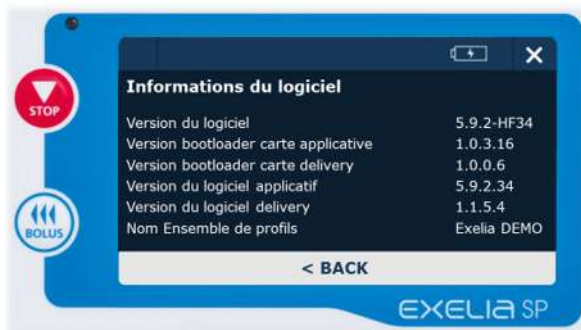 Informations du logiciel
STOP
Version du logiciel 5.9.2-HF34
Version bootloader carte applicative 1.0.3.16
Version bootloader carte delivery 1.0.0.6
Version du logiciel applicatif 5.9.2.34
Version du logiciel delivery 1.1.5.4
Nom Ensemble de profils Exelia DEMO
BOLUS
< BACK
EXELIA SP